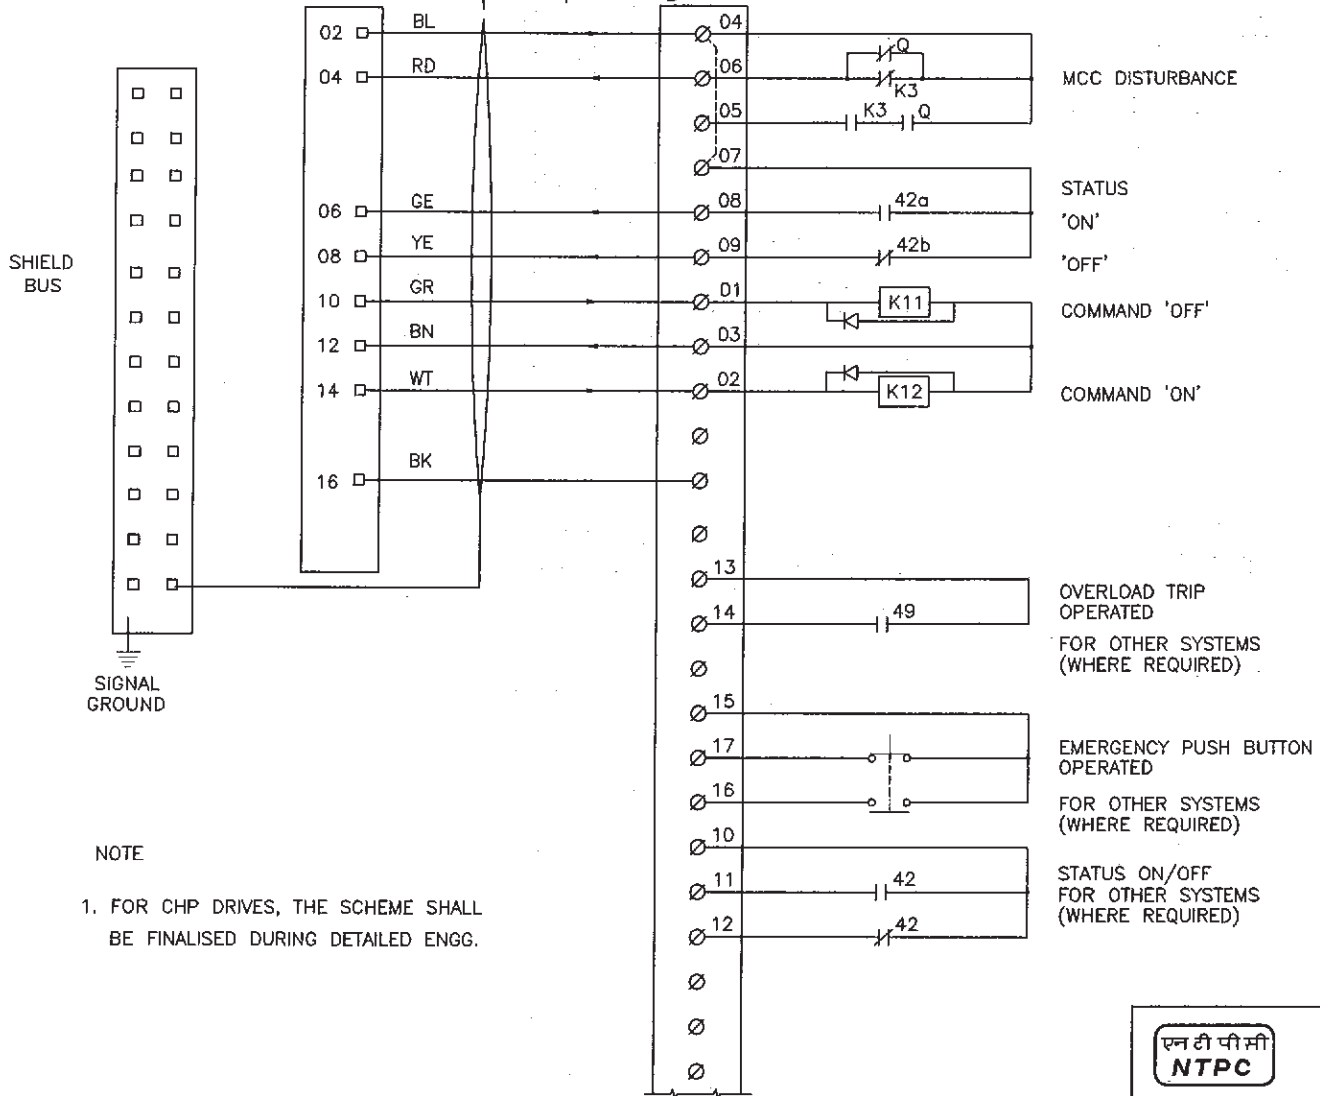 02 BL 04
04 RD 06 Q K3 MCC DISTURBANCE
05 K3 Q
07
STATUS
06 GE 08 42a 'ON'
08 YE 09 42b 'OFF'
SHIELD
BUS
10 GR 01 K11 COMMAND 'OFF'
12 BN 03
14 WT 02 K12 COMMAND 'ON'
16 BK
13
OVERLOAD TRIP
OPERATED
14 49
FOR OTHER SYSTEMS
(WHERE REQUIRED)
SIGNAL
GROUND
15
17
EMERGENCY PUSH BUTTON
OPERATED
16
FOR OTHER SYSTEMS
(WHERE REQUIRED)
10
11 42
STATUS ON/OFF
FOR OTHER SYSTEMS
(WHERE REQUIRED)
12 42
NOTE
1. FOR CHP DRIVES, THE SCHEME SHALL
BE FINALISED DURING DETAILED ENGG.
एनटीपीसी
NTPC